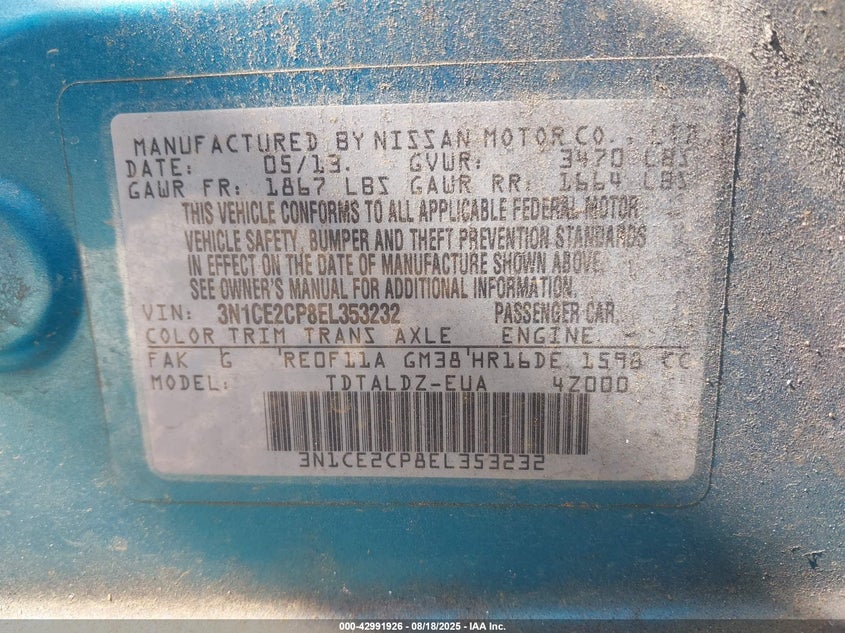 MANUFACTURED BY NISSAN MOTOR CO., LTD
DATE: 05/13. GVWR: 3470 LBS
GAWR FR: 1867 LBS GAWR RR: 1664 LBS
THIS VEHICLE CONFORMS TO ALL APPLICABLE FEDERAL MOTOR
VEHICLE SAFETY, BUMPER AND THEFT PREVENTION STANDARDS
IN EFFECT ON THE DATE OF MANUFACTURE SHOWN ABOVE.
SEE OWNER'S MANUAL FOR ADDITIONAL INFORMATION.
VIN: 3N1CE2CP8EL353232 PASSENGER CAR
COLOR TRIM TRANS AXLE ENGINE
FAK G RE0F11A GM38 HR16DE 1598 CC
MODEL: TDTALDZ-EUA 4Z000
3N1CE2CP8EL353232
000-42991926 - 08/18/2025 - IAA Inc.